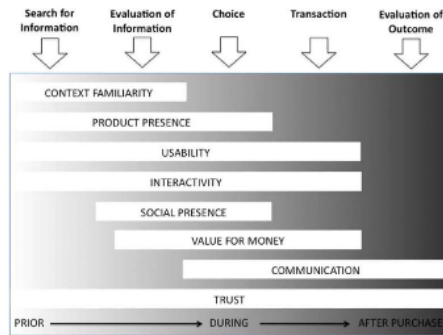 Search for Information
Evaluation of Information
Choice
Transaction
Evaluation of Outcome
CONTEXT FAMILIARITY
PRODUCT PRESENCE
USABILITY
INTERACTIVITY
SOCIAL PRESENCE
VALUE FOR MONEY
COMMUNICATION
TRUST
PRIOR DURING AFTER PURCHASE